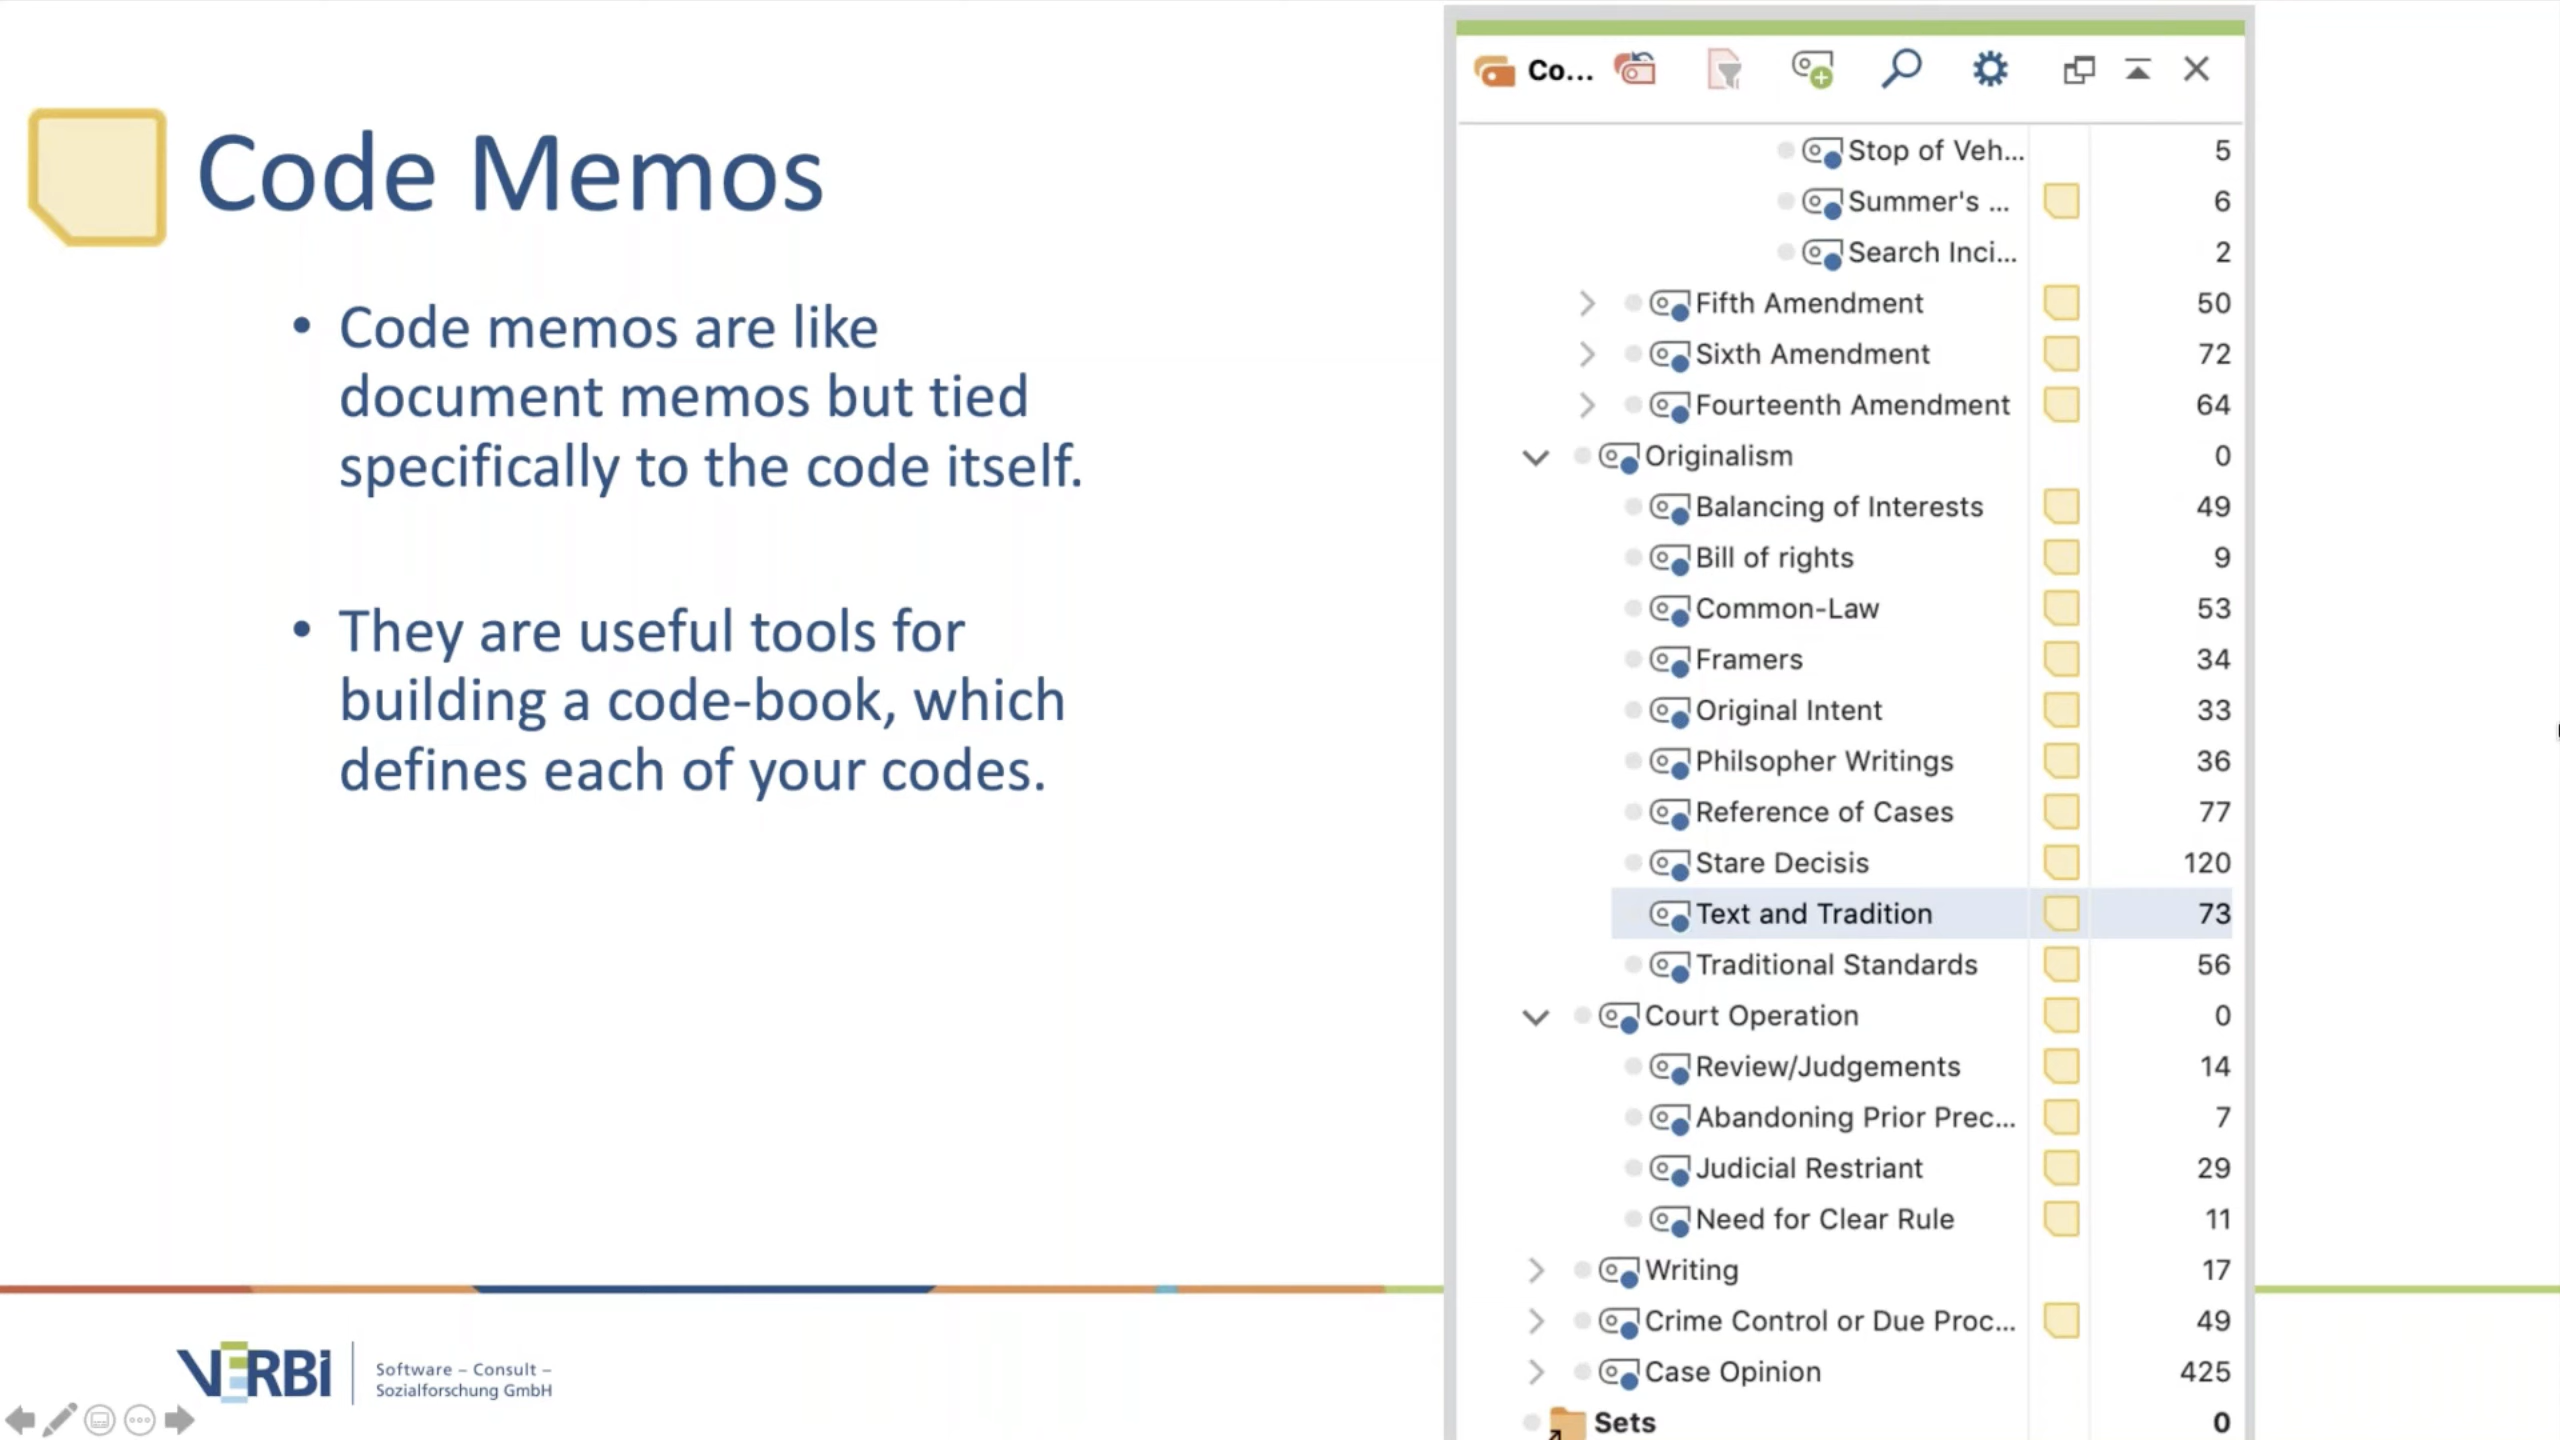 Code Memos
• Code memos are like
document memos but tied
specifically to the code itself.
• They are useful tools for
building a code-book, which
defines each of your codes.
VERBI
Software – Consult –
Sozialforschung GmbH
Co...
Stop of Veh... 5
Summer's ... 6
Search Inci... 2
Fifth Amendment 50
Sixth Amendment 72
Fourteenth Amendment 64
Originalism 0
Balancing of Interests 49
Bill of rights 9
Common-Law 53
Framers 34
Original Intent 33
Philsopher Writings 36
Reference of Cases 77
Stare Decisis 120
Text and Tradition 73
Traditional Standards 56
Court Operation 0
Review/Judgements 14
Abandoning Prior Prec... 7
Judicial Restriant 29
Need for Clear Rule 11
Writing 17
Crime Control or Due Proc... 49
Case Opinion 425
Sets 0